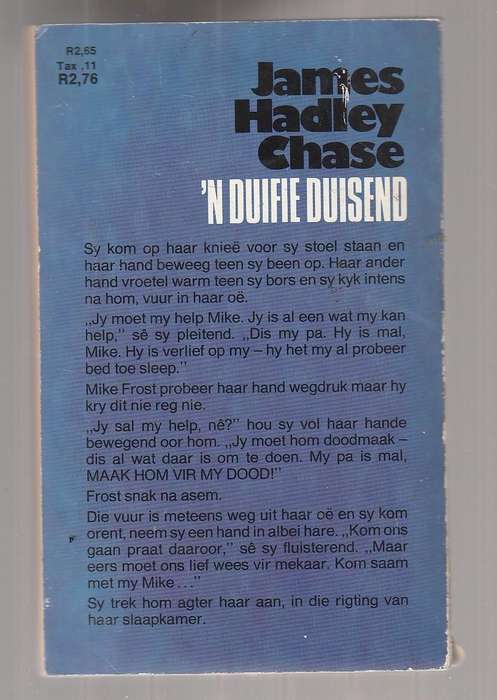 R2,65
Tax .11
R2,76
James
Hadley
Chase
'N DUIFIE DUISEND
Sy kom op haar knieë voor sy stoel staan en
haar hand beweeg teen sy been op. Haar ander
hand vroetel warm teen sy bors en sy kyk intens
na hom, vuur in haar oë.
„Jy moet my help Mike. Jy is al een wat my kan
help,” sê sy pleitend. „Dis my pa. Hy is mal,
Mike. Hy is verlief op my – hy het my al probeer
bed toe sleep.”
Mike Frost probeer haar hand wegdruk maar hy
kry dit nie reg nie.
„Jy sal my help, nê?” hou sy vol haar hande
bewegend oor hom. „Jy moet hom doodmaak –
dis al wat daar is om te doen. My pa is mal,
MAAK HOM VIR MY DOOD!”
Frost snak na asem.
Die vuur is meteens weg uit haar oë en sy kom
orent, neem sy een hand in albei hare. „Kom ons
gaan praat daaroor,” sê sy fluisterend. „Maar
eers moet ons lief wees vir mekaar. Kom saam
met my Mike . . .”
Sy trek hom agter haar aan, in die rigting van
haar slaapkamer.